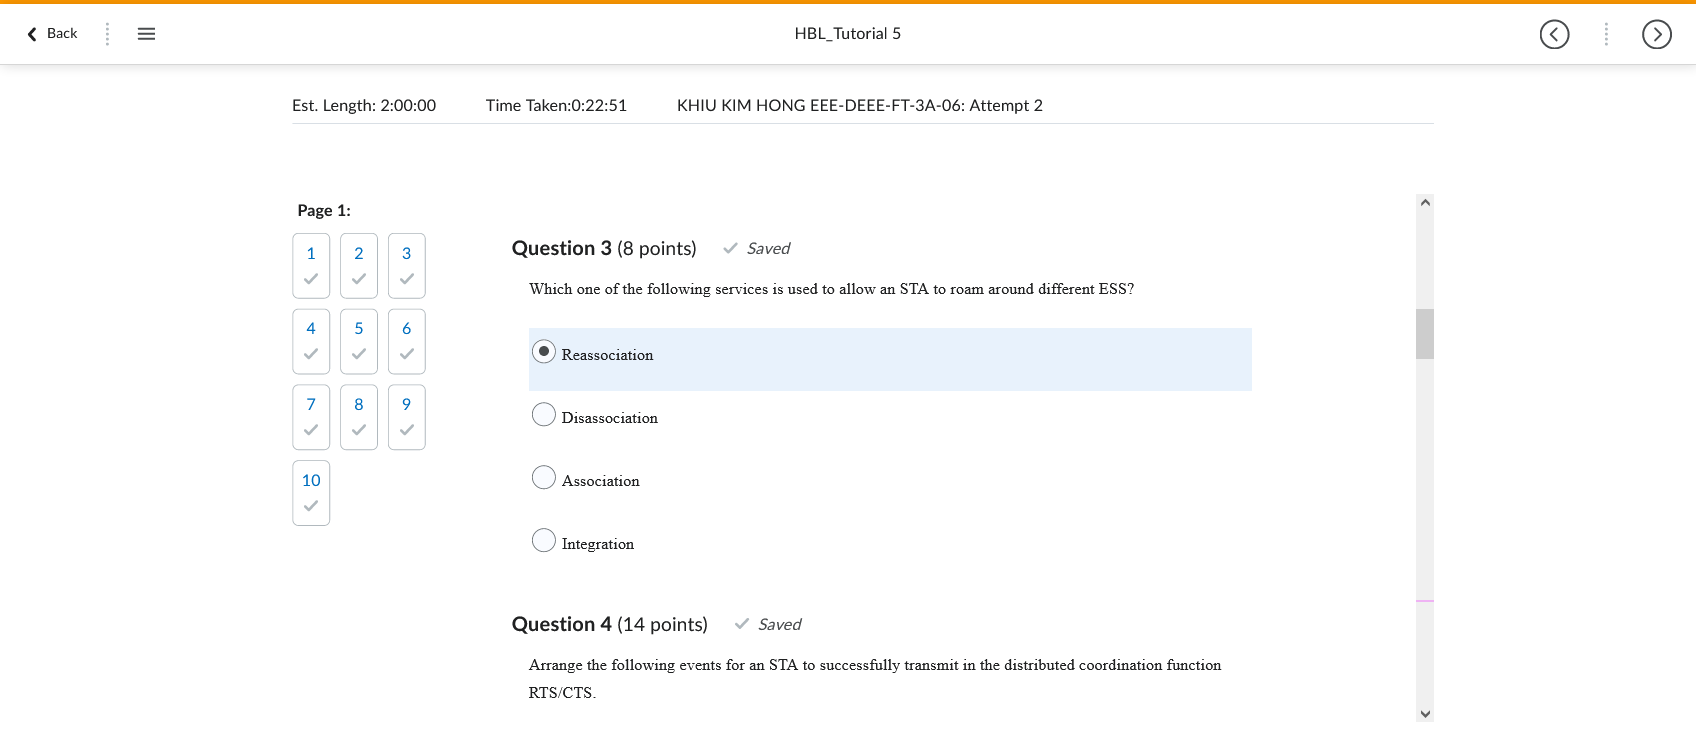 Back
HBL_Tutorial 5
Est. Length: 2:00:00 Time Taken:0:22:51 KHIU KIM HONG EEE-DEEE-FT-3A-06: Attempt 2
Page 1:
1 2 3
4 5 6
7 8 9
10
Question 3 (8 points) Saved
Which one of the following services is used to allow an STA to roam around different ESS?
Reassociation
Disassociation
Association
Integration
Question 4 (14 points) Saved
Arrange the following events for an STA to successfully transmit in the distributed coordination function
RTS/CTS.